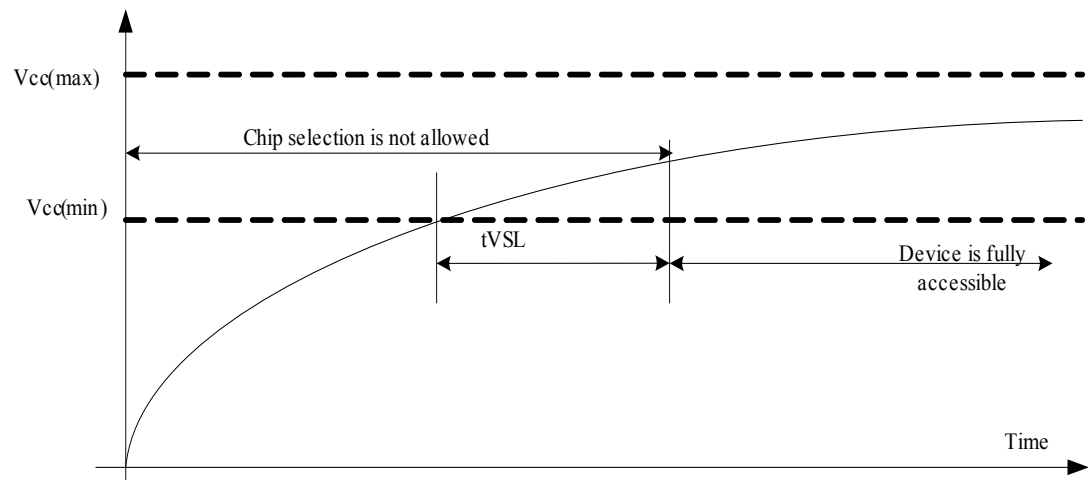 Vcc(max)
Chip selection is not allowed
Vcc(min)
tVSL
Device is fully
accessible
Time